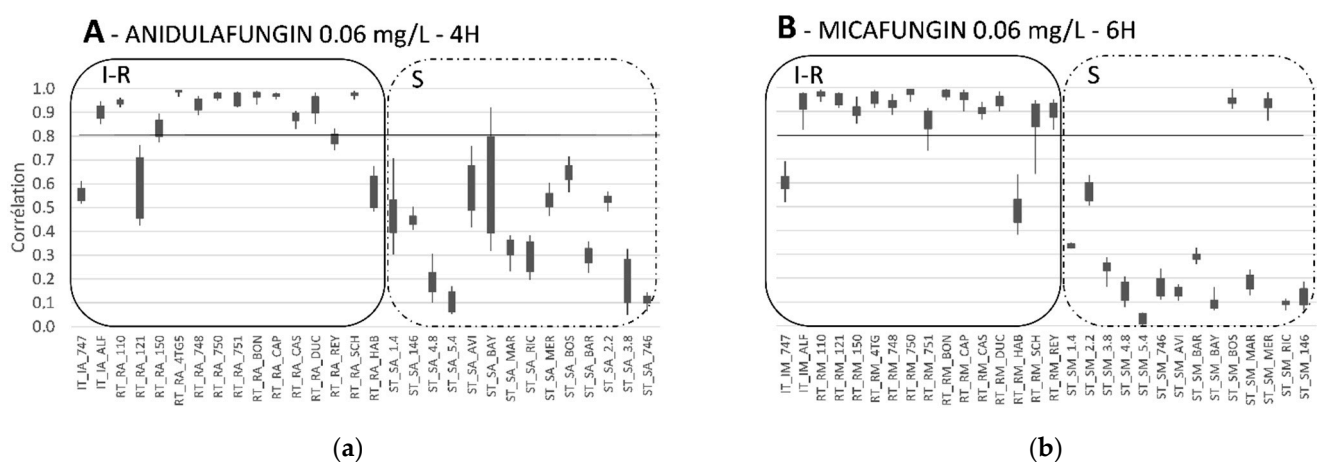 A - ANIDULAFUNGIN 0.06 mg/L - 4H
I-R
S
Corrélation
1.0
0.9
0.8
0.7
0.6
0.5
0.4
0.3
0.2
0.1
0.0
IT_IA_747
IT_IA_ALF
RT_RA_110
RT_RA_121
RT_RA_150
RT_RA_4TG5
RT_RA_748
RT_RA_750
RT_RA_751
RT_RA_BON
RT_RA_CAP
RT_RA_CAS
RT_RA_DUC
RT_RA_REY
RT_RA_SCH
RT_RA_HAB
ST_SA_1.4
ST_SA_146
ST_SA_4.8
ST_SA_5.4
ST_SA_AVI
ST_SA_BAY
ST_SA_MAR
ST_SA_RIC
ST_SA_MER
ST_SA_BOS
ST_SA_BAR
ST_SA_2.2
ST_SA_3.8
ST_SA_746
(a)
B - MICAFUNGIN 0.06 mg/L - 6H
I-R
S
IT_IM_747
IT_IM_ALF
RT_RM_110
RT_RM_121
RT_RM_150
RT_RM_4TG
RT_RM_748
RT_RM_750
RT_RM_751
RT_RM_BON
RT_RM_CAP
RT_RM_CAS
RT_RM_DUC
RT_RM_HAB
RT_RM_SCH
RT_RM_REY
ST_SM_1.4
ST_SM_2.2
ST_SM_3.8
ST_SM_4.8
ST_SM_5.4
ST_SM_746
ST_SM_AVI
ST_SM_BAR
ST_SM_BAY
ST_SM_BOS
ST_SM_MAR
ST_SM_MER
ST_SM_RIC
ST_SM_146
(b)